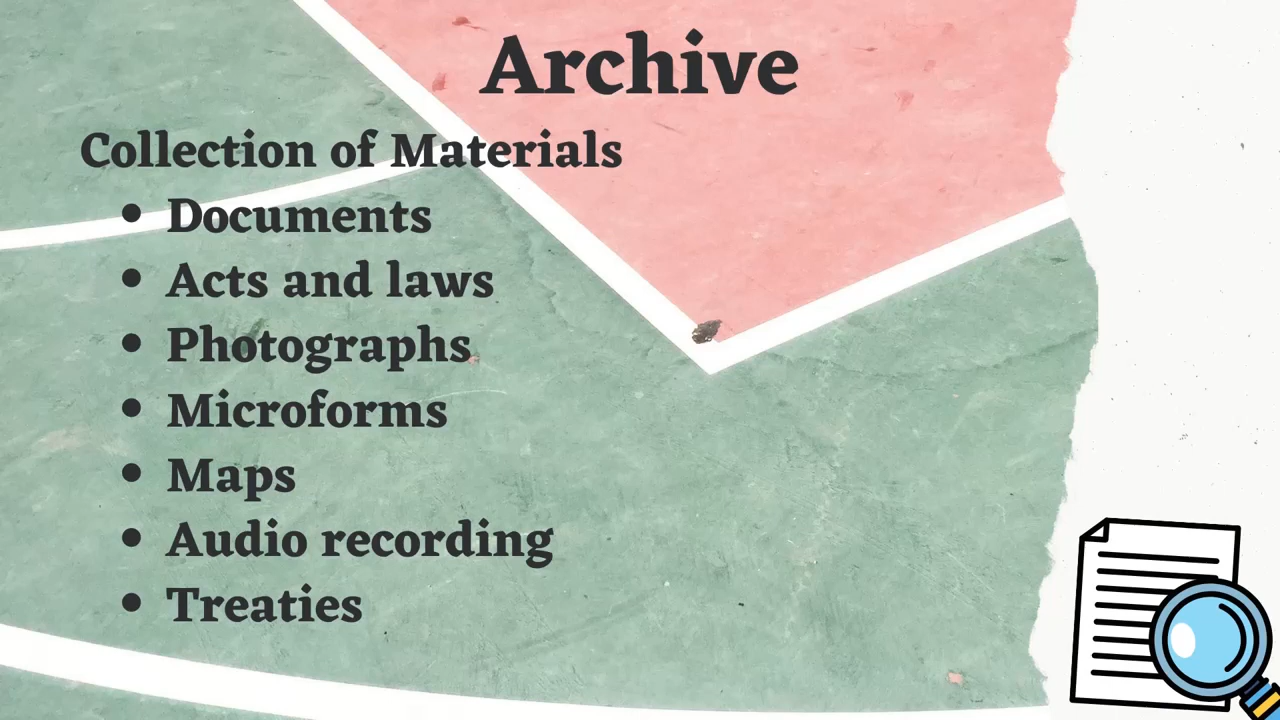 Archive
Collection of Materials
• Documents
• Acts and laws
• Photographs
• Microforms
• Maps
• Audio recording
• Treaties